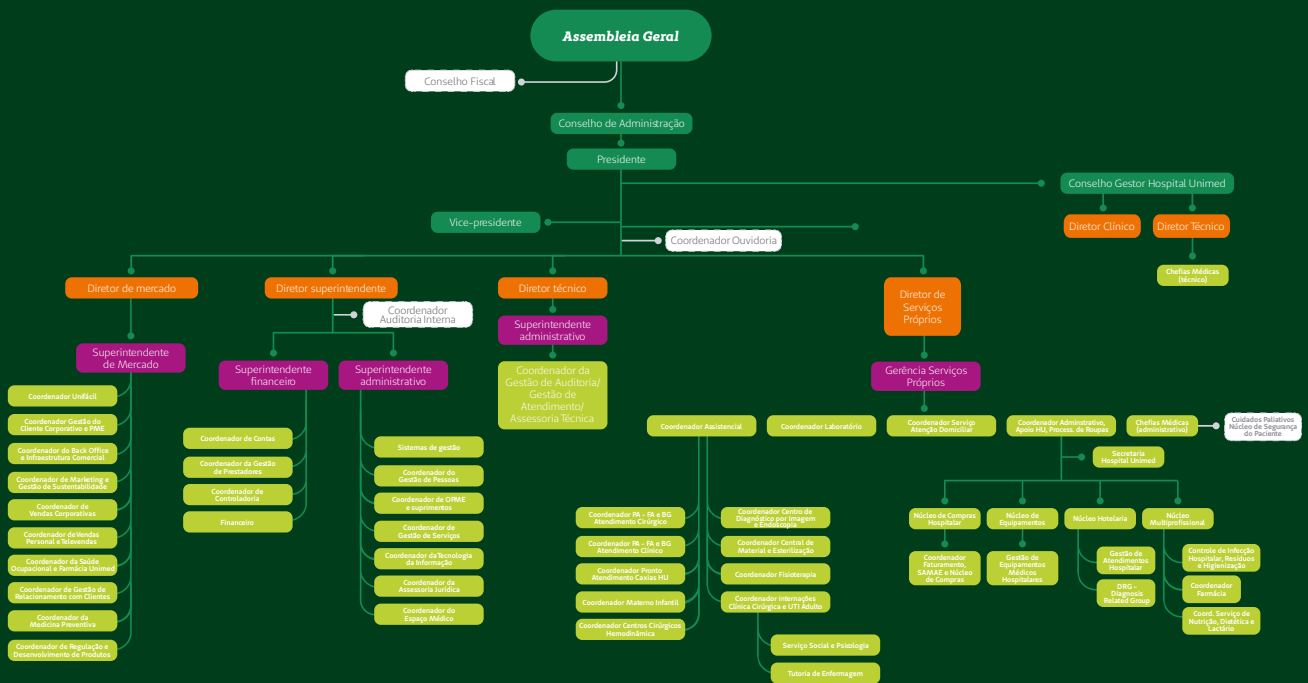 Assembleia Geral
Conselho Fiscal
Conselho de Administração
Presidente
Conselho Gestor Hospital Unimed
Vice-presidente
Diretor Clínico
Diretor Técnico
Coordenador Ouvidoria
Chefias Médicas
(técnico)
Diretor de mercado
Diretor superintendente
Diretor técnico
Diretor de
Serviços
Próprios
Coordenador
Auditoria Interna
Superintendente
administrativo
Superintendente
de Mercado
Superintendente
financeiro
Superintendente
administrativo
Coordenador da
Gestão de Auditoria/
Gestão de
Atendimento/
Assessoria Técnica
Gerência Serviços
Próprios
Coordenador Unifácil
Coordenador Gestão do
Cliente Corporativo e PME
Coordenador do Back Office
e Infraestrutura Comercial
Coordenador de Marketing e
Gestão de Sustentabilidade
Coordenador de
Vendas Corporativas
Coordenador de Vendas
Personal e Televendas
Coordenador da Saúde
Ocupacional e Farmácia Unimed
Coordenador de Gestão de
Relacionamento com Clientes
Coordenador da
Medicina Preventiva
Coordenador de Regulação e
Desenvolvimento de Produtos
Coordenador de Contas
Coordenador da Gestão
de Prestadores
Coordenador de
Controladoria
Financeiro
Sistemas de gestão
Coordenador do
Gestão de Pessoas
Coordenador de OPME
e suprimentos
Coordenador de
Gestão de Serviços
Coordenador da Tecnologia
da Informação
Coordenador da
Assessoria Jurídica
Coordenador do
Espaço Médico
Coordenador Assistencial
Coordenador Laboratório
Coordenador Serviço
Atenção Domiciliar
Coordenador Adminstrativo,
Apoio HU, Process. de Roupas
Chefias Médicas
(administrativo)
Cuidados Paliativos
Núcleo de Segurança
do Paciente
Secretaria
Hospital Unimed
Coordenador PA - FA e BG
Atendimento Cirúrgico
Coordenador PA - FA e BG
Atendimento Clínico
Coordenador Pronto
Atendimento Caxias HU
Coordenador Materno Infantil
Coordenador Centros Cirúrgicos
Hemodinâmica
Coordenador Centro de
Diagnóstico por Imagem
e Endoscopia
Coordenador Central de
Material e Esterilização
Coordenador Fisioterapia
Coordenador Internações
Clínica Cirúrgica e UTI Adulto
Serviço Social e Psicologia
Tutoria de Enfermagem
Núcleo de Compras
Hospitalar
Núcleo de
Equipamentos
Núcleo Hotelaria
Núcleo
Multiprofissional
Coordenador
Faturamento,
SAMAE e Núcleo
de Compras
Gestão de
Equipamentos
Médicos
Hospitalares
Gestão de
Atendimentos
Hospitalar
DRG -
Diagnosis
Related Group
Controle de Infecção
Hospitalar, Resíduos
e Higienização
Coordenador
Farmácia
Coord. Serviço de
Nutrição, Dietética e
Lactário